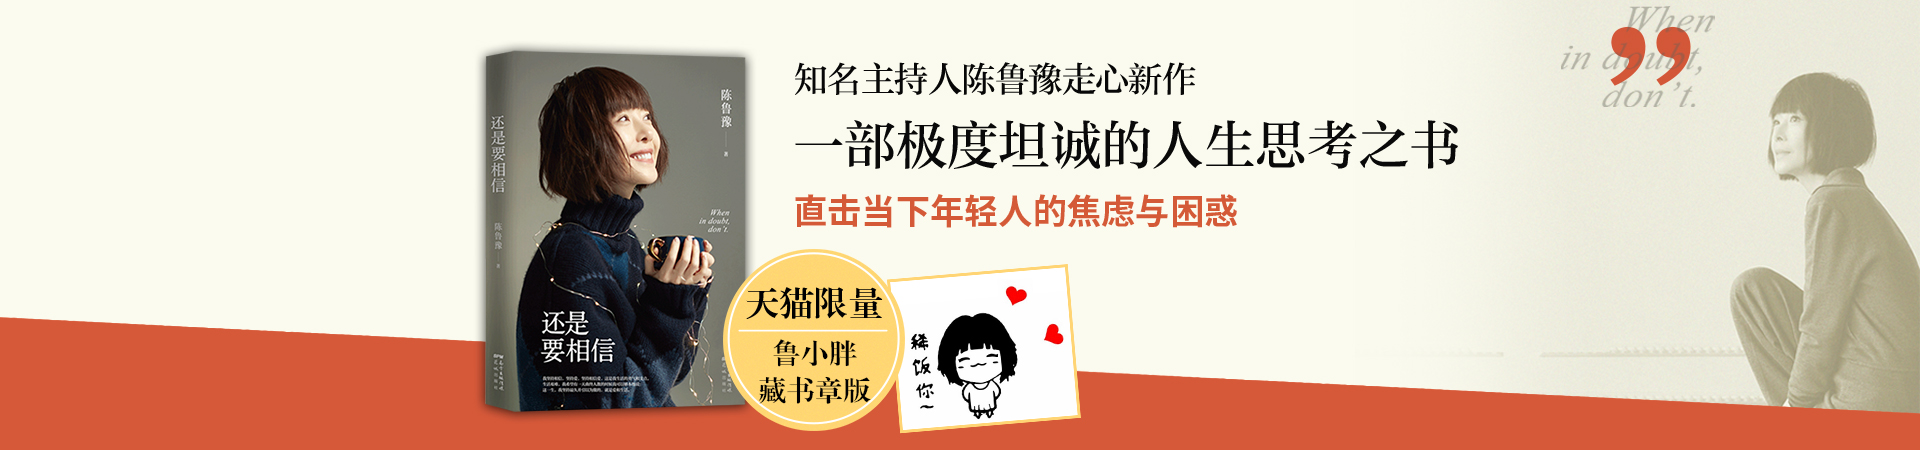 还是要相信
陈鲁豫
著
陈鲁豫
著
When
in doubt,
don't.
还是
要相信
知名主持人陈鲁豫走心新作
一部极度坦诚的人生思考之书
直击当下年轻人的焦虑与困惑
天猫限量
鲁小胖
藏书章版
稀饭你~
When
in doubt,
don't.